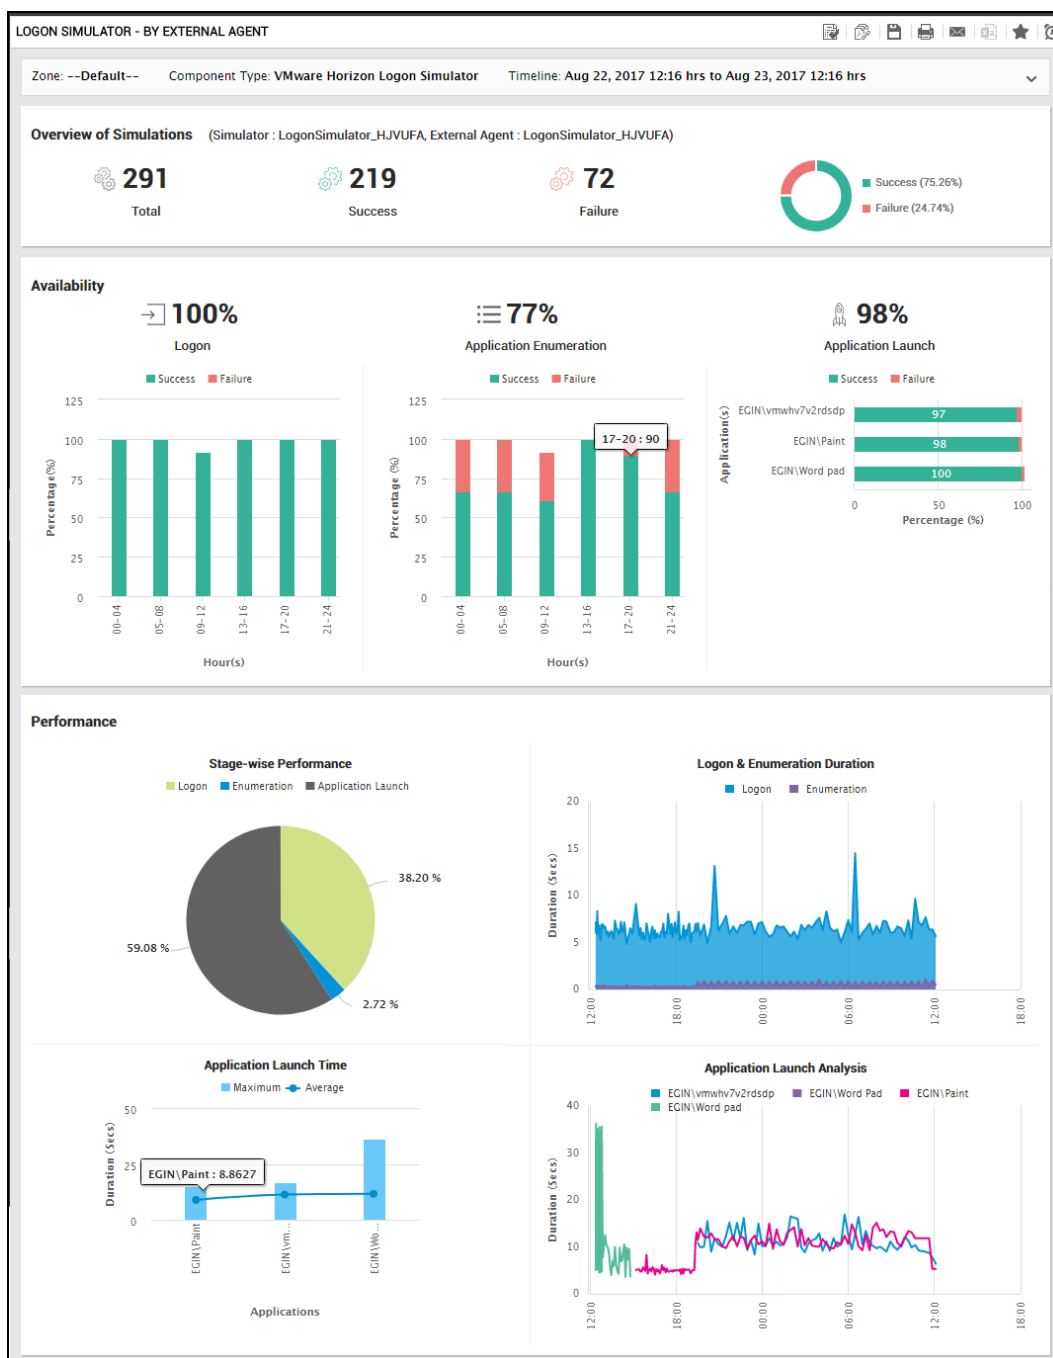 LOGON SIMULATOR - BY EXTERNAL AGENT
Zone: --Default-- Component Type: VMware Horizon Logon Simulator Timeline: Aug 22, 2017 12:16 hrs to Aug 23, 2017 12:16 hrs
Overview of Simulations (Simulator : LogonSimulator_HJVUFA, External Agent : LogonSimulator_HJVUFA)
291
Total
219
Success
72
Failure
Success (75.26%)
Failure (24.74%)
Availability
100%
Logon
Success Failure
125
100
75
50
25
0
Percentage(%)
00-04
05-08
09-12
13-16
17-20
21-24
Hour(s)
77%
Application Enumeration
Success Failure
125
100
75
50
25
0
Percentage (%)
17-20 : 90
00-04
05-08
09-12
13-16
17-20
21-24
Hour(s)
98%
Application Launch
Success Failure
Application(s)
EGIN\vmwhv7v2rdsdp
97
EGIN\Paint
98
EGIN\Word pad
100
0 50 100
Percentage (%)
Performance
Stage-wise Performance
Logon Enumeration Application Launch
38.20 %
59.08 %
2.72 %
Logon & Enumeration Duration
Logon Enumeration
20
15
10
5
0
Duration (Secs)
12:00
18:00
00:00
06:00
12:00
18:00
Application Launch Time
Maximum Average
50
25
0
Duration (Secs)
EGIN\Paint : 8.8627
EGIN\Paint
EGIN\vm...
EGIN\Wo...
Applications
Application Launch Analysis
EGIN\vmwhv7v2rdsdp EGIN\Word Pad EGIN\Paint
EGIN\Word pad
40
30
20
10
0
Duration (Secs)
12:00
18:00
00:00
06:00
12:00
18:00